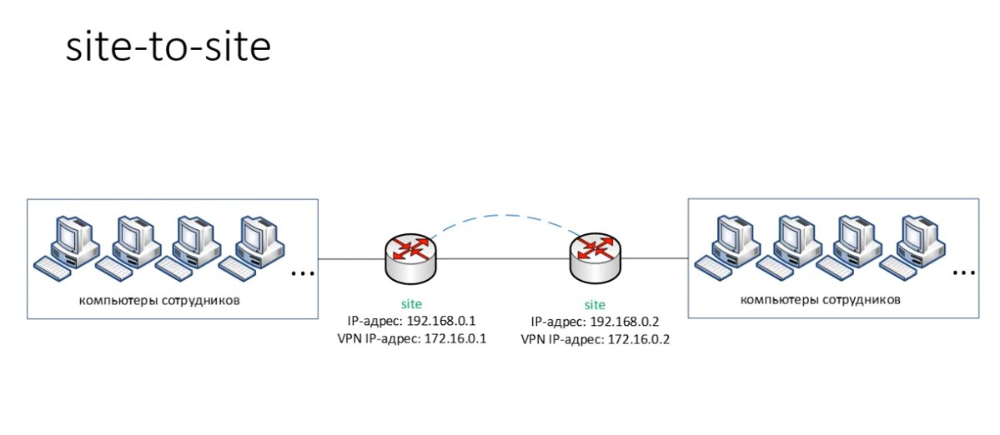 site-to-site
...
компьютеры сотрудников
site
IP-адрес: 192.168.0.1
VPN IP-адрес: 172.16.0.1
site
IP-адрес: 192.168.0.2
VPN IP-адрес: 172.16.0.2
...
компьютеры сотрудников